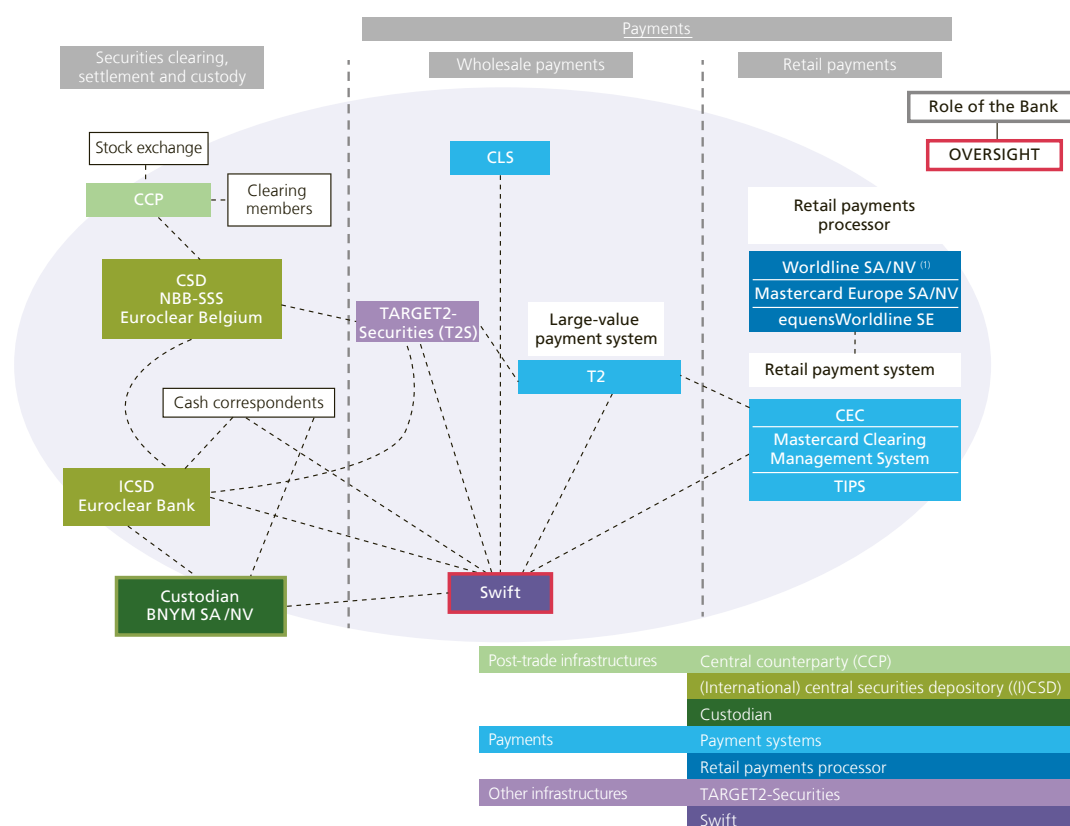 Payments
Securities clearing,
settlement and custody
Wholesale payments
Retail payments
Role of the Bank
OVERSIGHT
Stock exchange
CCP
Clearing
members
CLS
Retail payments
processor
CSD
NBB-SSS
Euroclear Belgium
Worldline SA/NV (1)
Mastercard Europe SA/NV
equensWorldline SE
TARGET2-
Securities (T2S)
Large-value
payment system
T2
Retail payment system
Cash correspondents
CEC
Mastercard Clearing
Management System
TIPS
ICSD
Euroclear Bank
Custodian
BNYM SA/NV
Swift
Post-trade infrastructures Central counterparty (CCP)
(International) central securities depository ((I)CSD)
Custodian
Payments Payment systems
Retail payments processor
Other infrastructures TARGET2-Securities
Swift